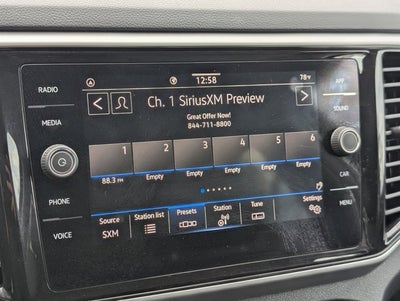 RADIO
MEDIA
PHONE
VOICE
12:58
78°F
APP
SOUND
CAR
MENU
Ch. 1 SiriusXM Preview
Great Offer Now!
844-711-8800
1 2 3 4 5 6
88.3 FM Empty Empty Empty Empty Empty
Source Station list Presets Station Tune Settings
SXM